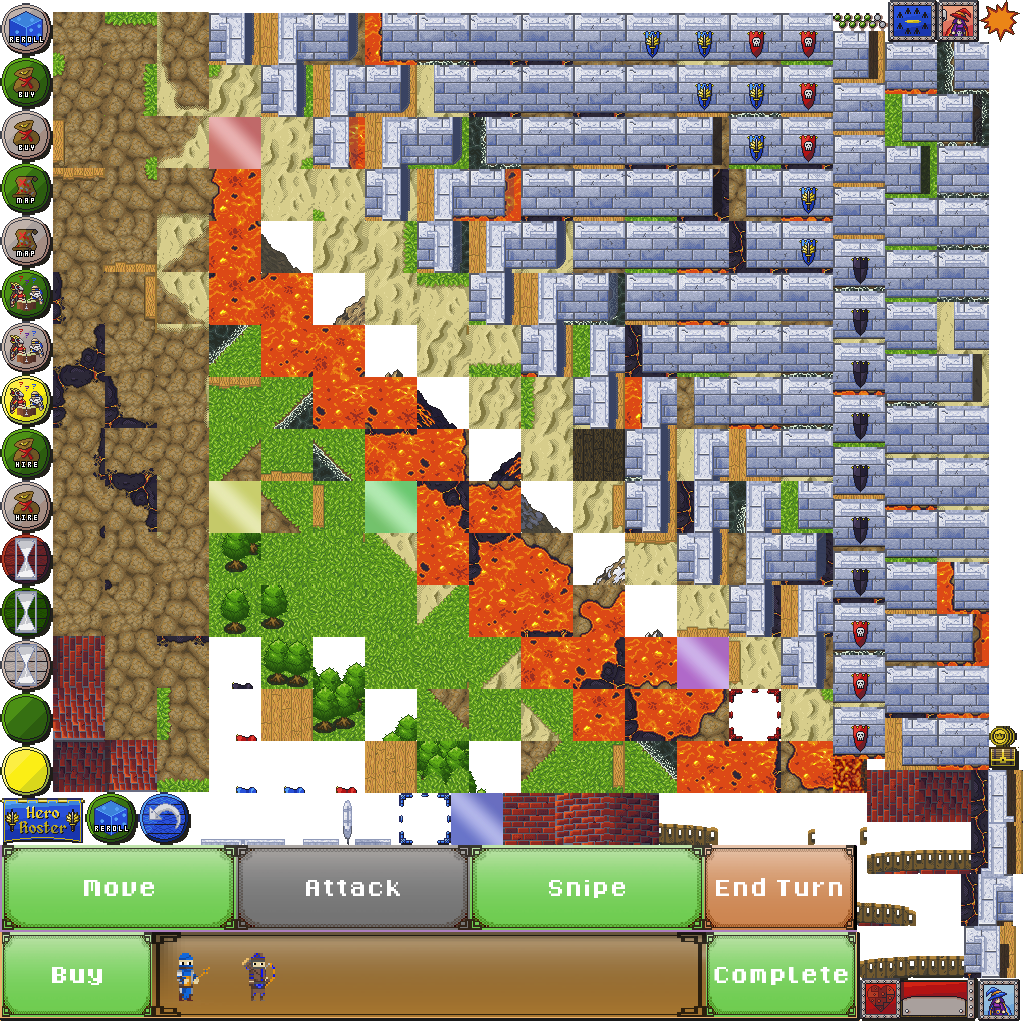 REROLL
BUY
BUY
MAP
MAP
HIRE
HIRE
Hero
Roster
REROLL
Move
Attack
Snipe
End Turn
Buy
Complete